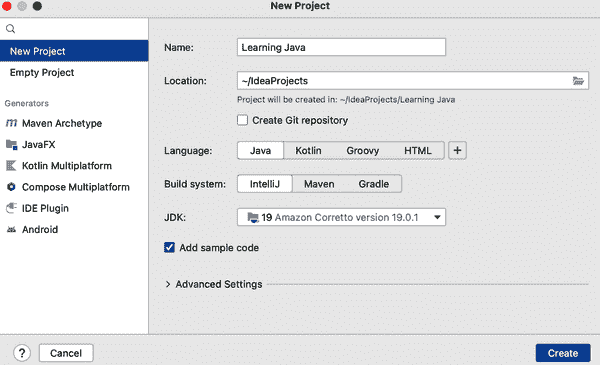 New Project
New Project
Empty Project
Generators
Maven Archetype
JavaFX
Kotlin Multiplatform
Compose Multiplatform
IDE Plugin
Android
Name: Learning Java
Location: ~/IdeaProjects
Project will be created in: ~/IdeaProjects/Learning Java
Create Git repository
Language: Java Kotlin Groovy HTML +
Build system: IntelliJ Maven Gradle
JDK: 19 Amazon Corretto version 19.0.1
Add sample code
Advanced Settings
? Cancel Create